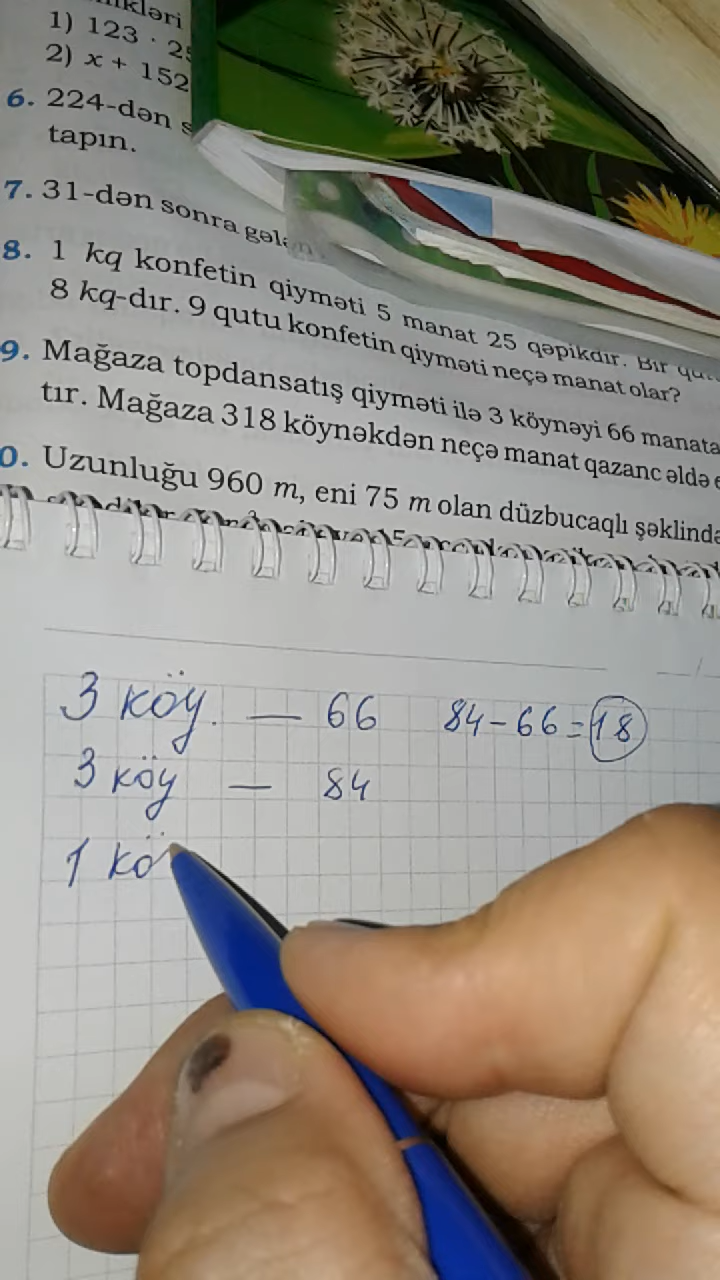 1) 123 · 2
2) x + 152
6. 224-dən
tapın.
7. 31-dən sonra
8. 1 kq konfetin qiyməti 5 manat 25 qəpikdir. Bir
8 kq-dır. 9 qutu konfetin qiyməti neçə manat olar?
9. Mağaza topdansatış qiyməti ilə 3 köynəyi 66 manata
tır. Mağaza 318 köynəkdən neçə manat qazanc əldə
0. Uzunluğu 960 m, eni 75 m olan düzbucaqlı şəklində
3 köy. — 66 84-66=18
3 köy — 84
1 kö